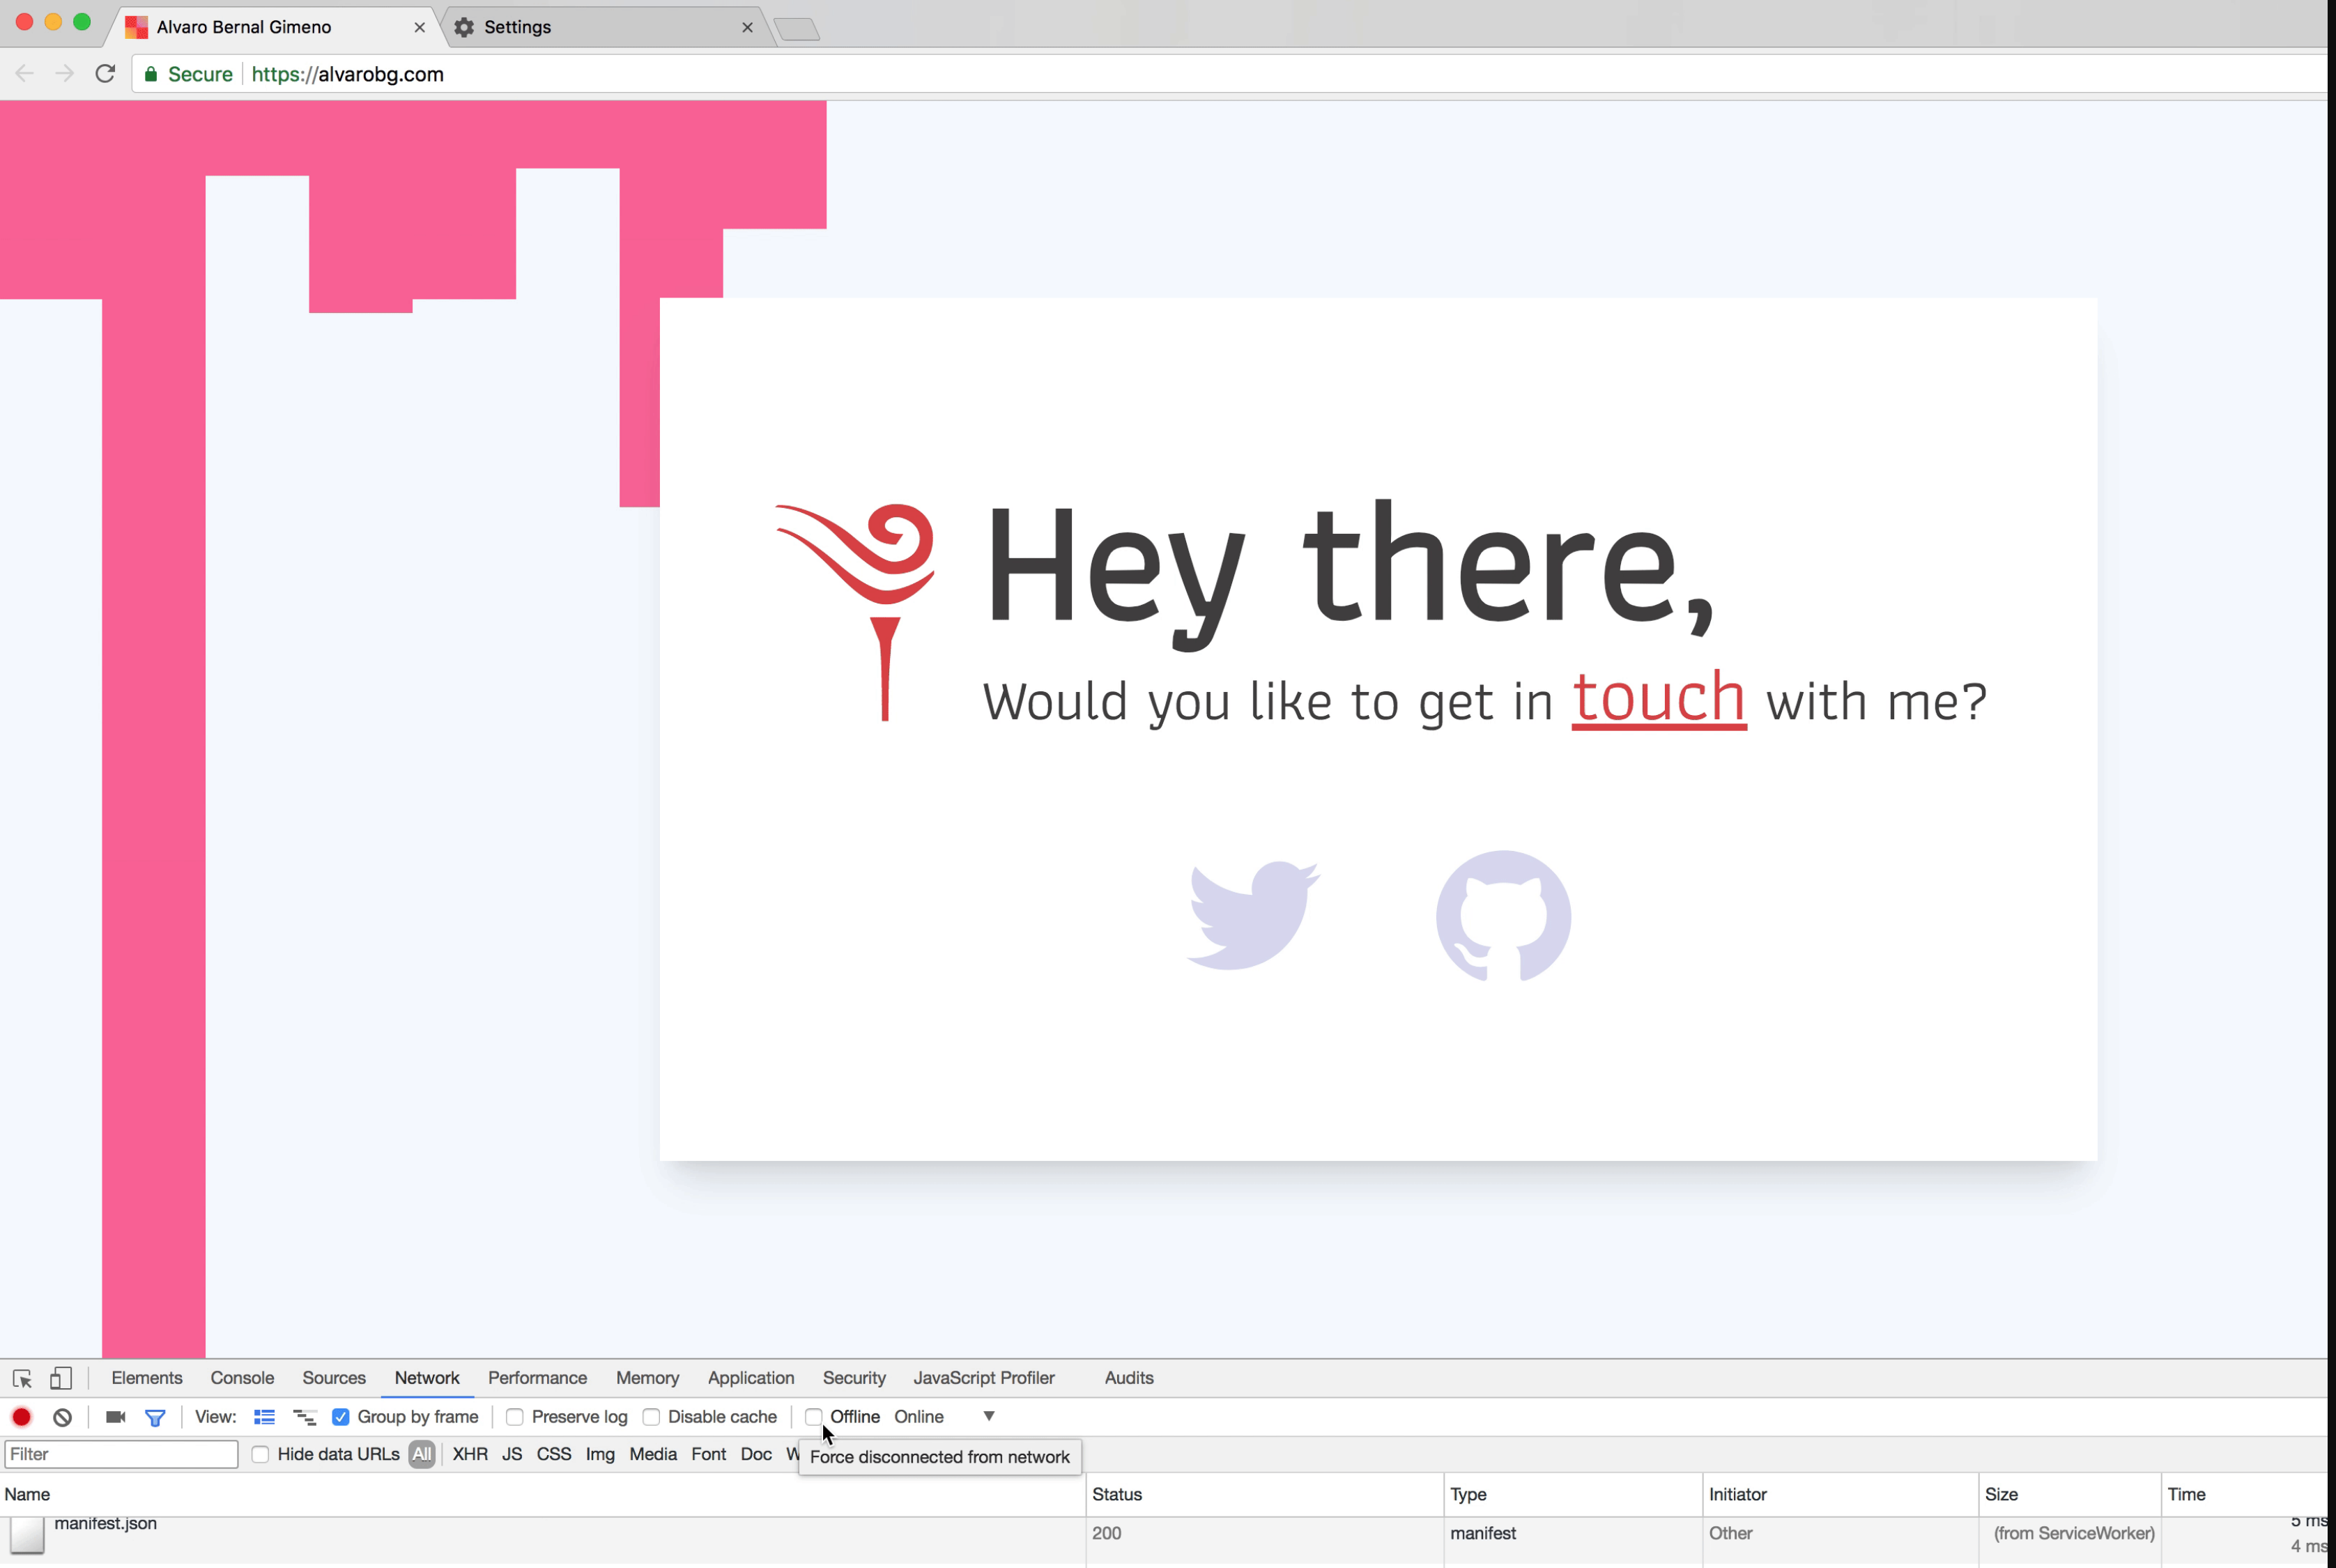 Alvaro Bernal Gimeno
Settings
Secure https://alvarobg.com
Hey there,
Would you like to get in touch with me?
Elements Console Sources Network Performance Memory Application Security JavaScript Profiler Audits
View: Group by frame Preserve log Disable cache Offline Online
Filter Hide data URLs All XHR JS CSS Img Media Font Doc W
Force disconnected from network
Name Status Type Initiator Size Time
manifest.json 200 manifest Other (from ServiceWorker) 5 ms
4 ms